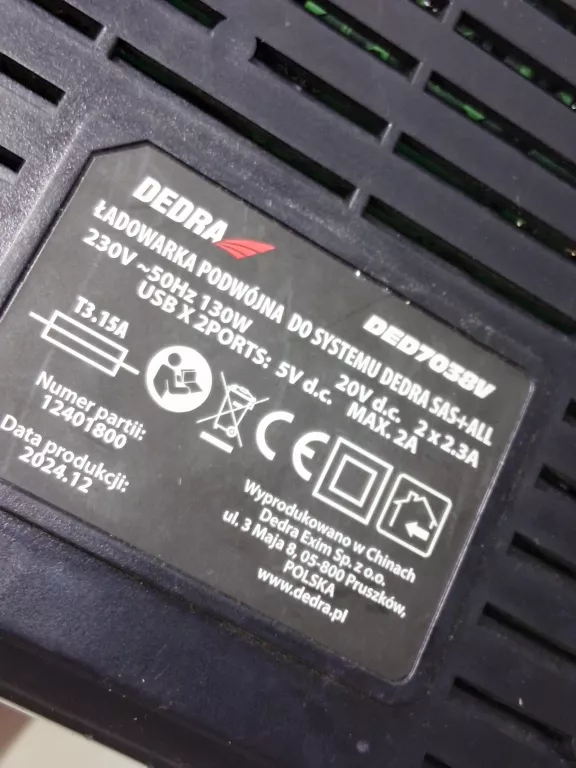 DEDRA
DED7038V
ŁADOWARKA PODWÓJNA DO SYSTEMU DEDRA SAS+ALL
230V ~50Hz 130W 20V d.c. 2 x 2.3A
USB X 2PORTS: 5V d.c. MAX. 2A
T3.15A
CE
Numer partii:
12401800
Data produkcji:
2024.12
Wyprodukowano w Chinach
Dedra Exim Sp. z o.o.
ul. 3 Maja 8, 05-800 Pruszków,
POLSKA
www.dedra.pl